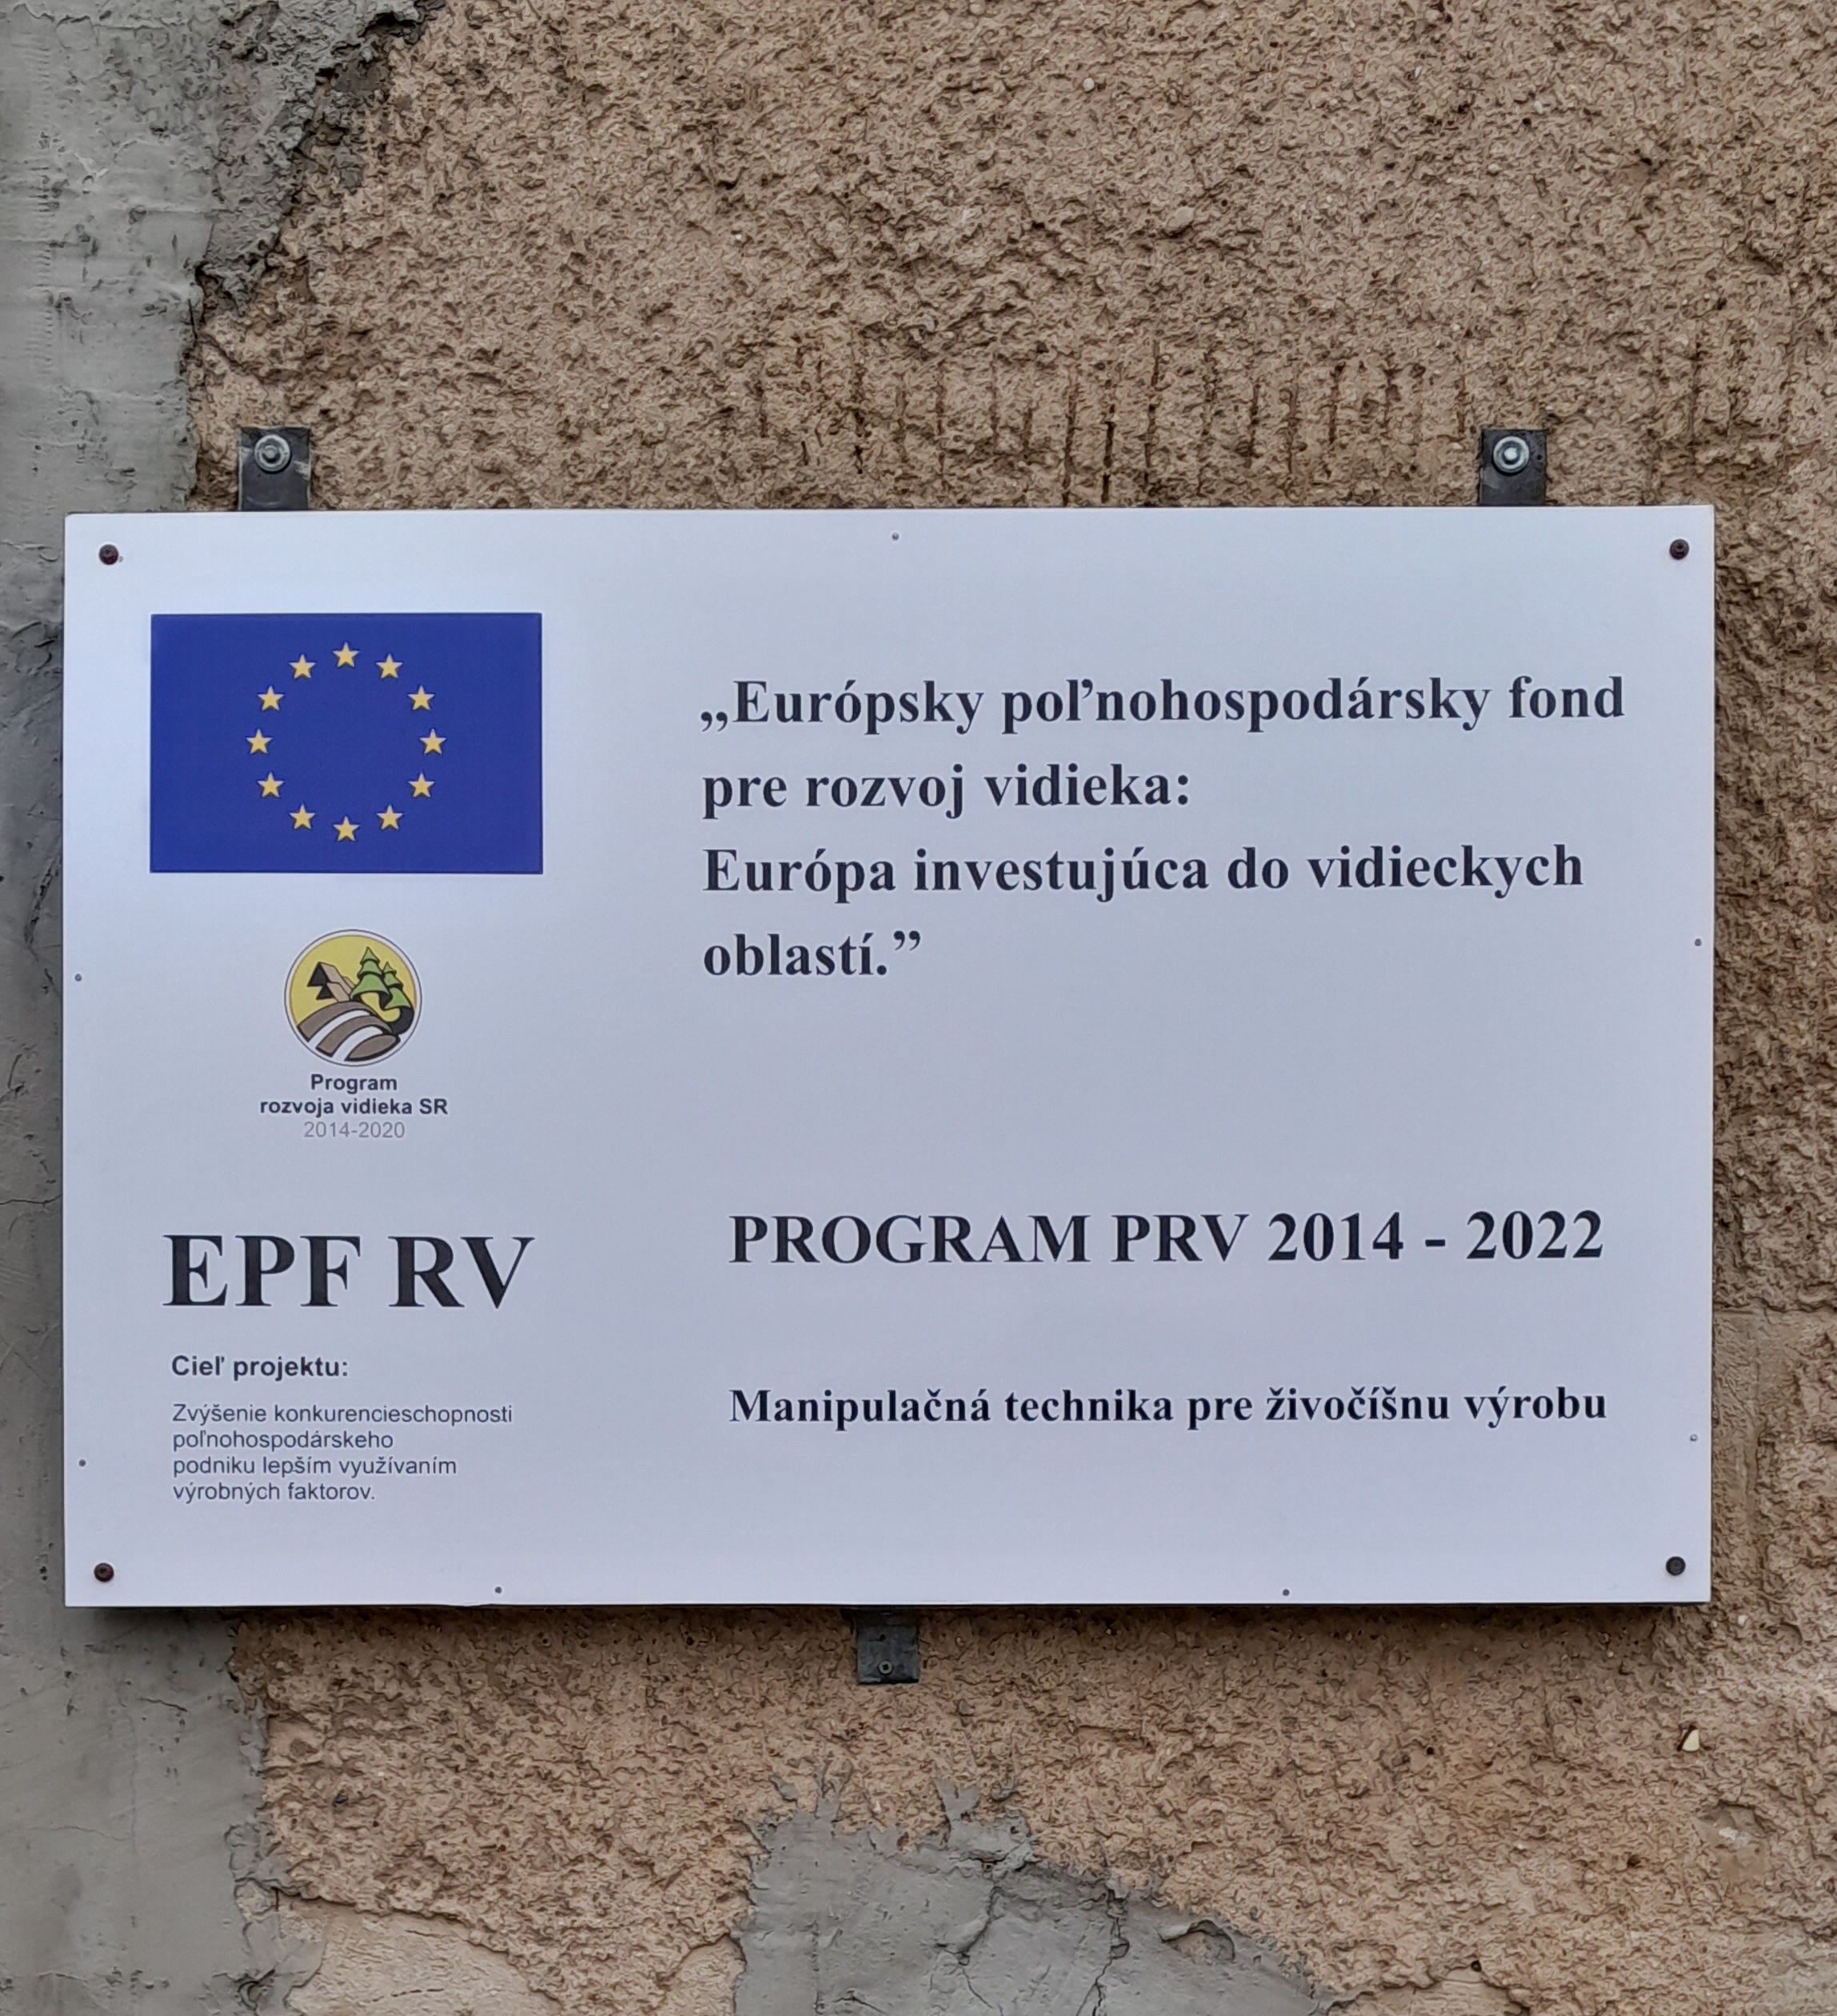 „Európsky poľnohospodársky fond
pre rozvoj vidieka:
Európa investujúca do vidieckych
oblastí.”
Program
rozvoja vidieka SR
2014-2020
EPF RV
PROGRAM PRV 2014 - 2022
Cieľ projektu:
Zvýšenie konkurencieschopnosti
poľnohospodárskeho
podniku lepším využívaním
výrobných faktorov.
Manipulačná technika pre živočíšnu výrobu